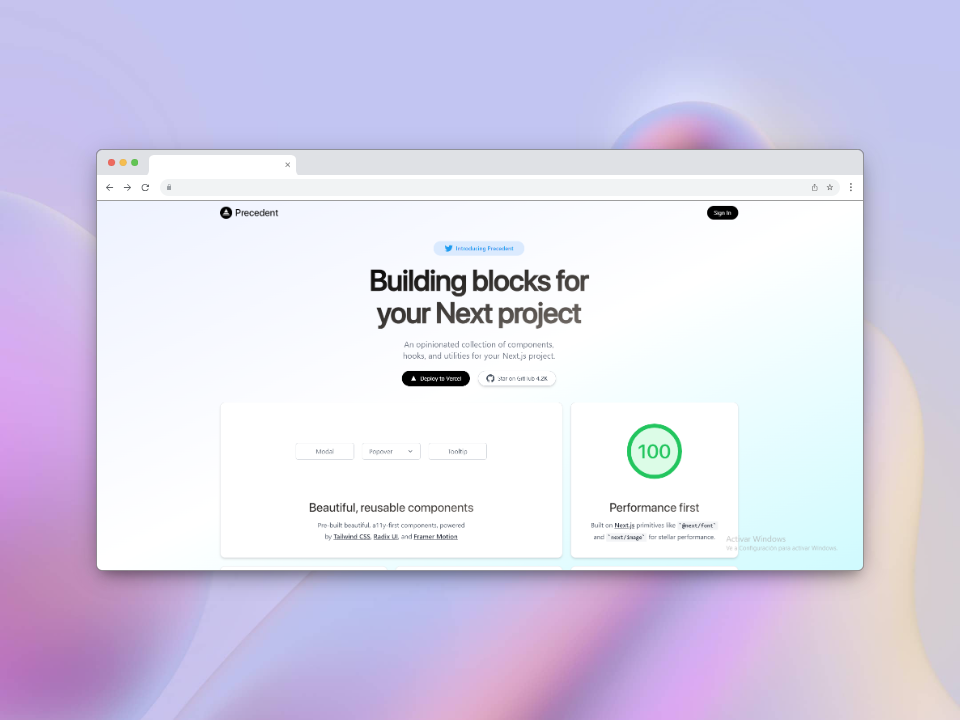 Precedent
Sign In
Introducing Precedent
Building blocks for
your Next project
An opinionated collection of components,
hooks, and utilities for your Next.js project.
Deploy to Vercel
Star on GitHub 4.2K
Modal
Popover
Tooltip
100
Beautiful, reusable components
Pre-built beautiful, a11y-first components, powered
by Tailwind CSS, Radix UI, and Framer Motion
Performance first
Built on Next.js primitives like `@next/font`
and `next/image` for stellar performance.
Activar Windows
Ve a Configuración para activar Windows.